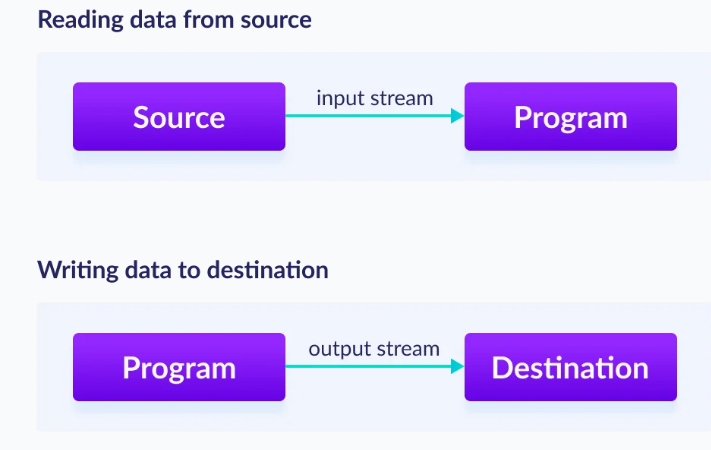 Reading data from source
Source
input stream
Program
Writing data to destination
Program
output stream
Destination